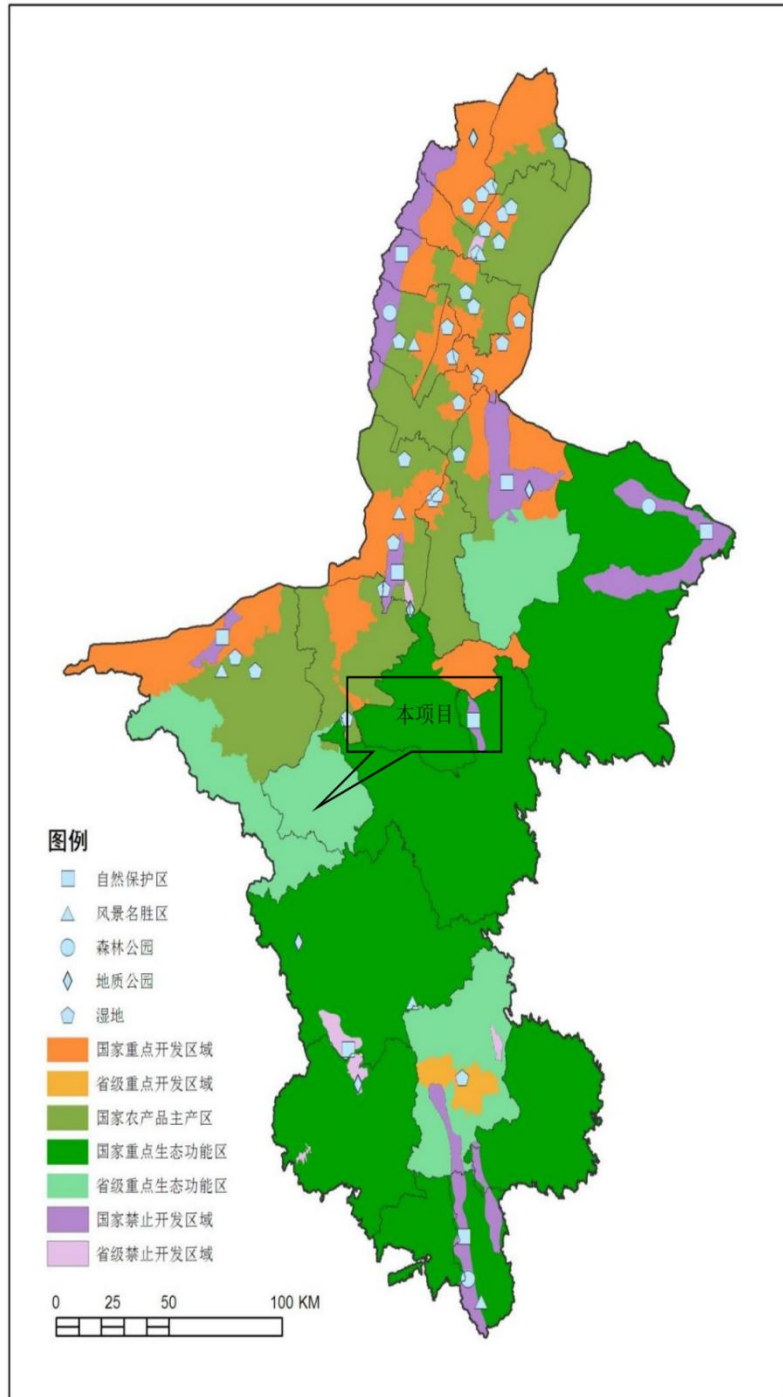 本项目
图例
自然保护区
风景名胜区
森林公园
地质公园
湿地
国家重点开发区域
省级重点开发区域
国家农产品主产区
国家重点生态功能区
省级重点生态功能区
国家禁止开发区域
省级禁止开发区域
0 25 50 100 KM